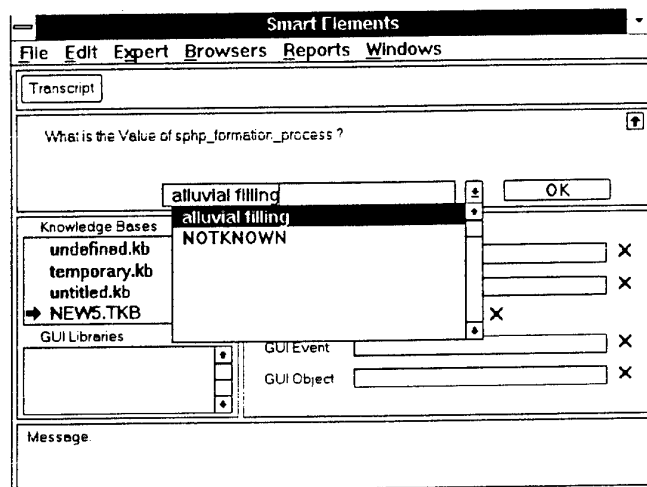 Smart Elements
File Edit Expert Browsers Reports Windows
Transcript
What is the Value of sphp_formation_process ?
alluvial filling
OK
alluvial filling
NOTKNOWN
Knowledge Bases
undefined.kb
temporary.kb
untitled.kb
NEW5.TKB
GUI Libraries
GUI Event
GUI Object
Message.